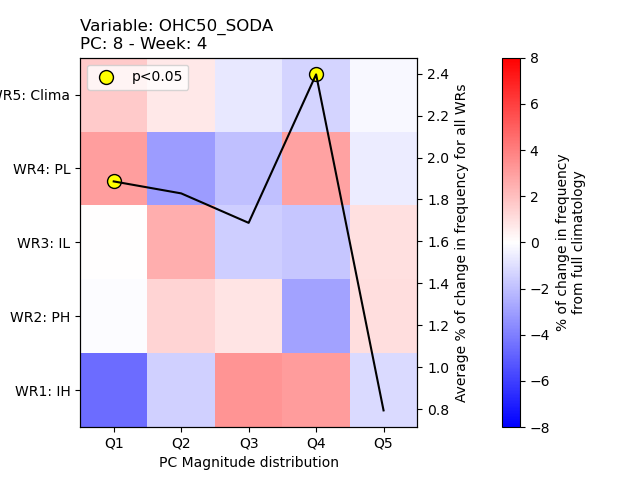 Variable: OHC50_SODA
PC: 8 - Week: 4
p<0.05
WR5: Clima
WR4: PL
WR3: IL
WR2: PH
WR1: IH
Q1 Q2 Q3 Q4 Q5
PC Magnitude distribution
2.4
2.2
2.0
1.8
1.6
1.4
1.2
1.0
0.8
Average % of change in frequency for all WRs
8
6
4
2
0
−2
−4
−6
−8
% of change in frequency
from full climatology